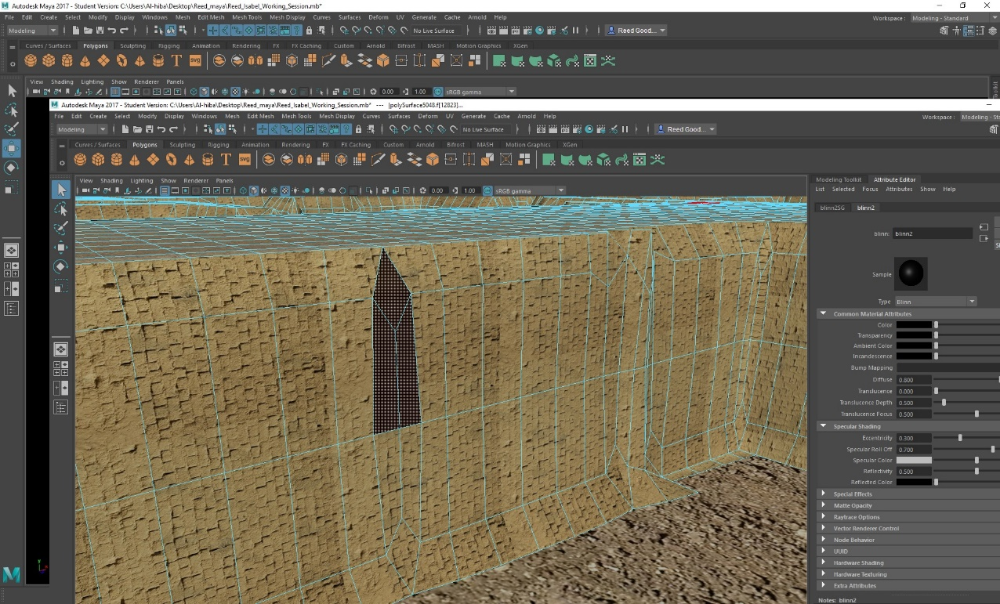 Autodesk Maya 2017 - Student Version: C:\Users\Al-hiba\Desktop\Reed_maya\Reed_Isabel_Working_Session.mb*
File Edit Create Select Modify Display Windows Mesh Edit Mesh Mesh Tools Mesh Display Curves Surfaces Deform UV Generate Cache Arnold Help
Workspace : Modeling - Standard
Modeling No Live Surface Reed Good...
Curves / Surfaces Polygons Sculpting Rigging Animation Rendering FX FX Caching Custom Arnold Bifrost MASH Motion Graphics XGen
T svg
View Shading Lighting Show Renderer Panels
0.00 1.00 sRGB gamma
Autodesk Maya 2017 - Student Version: C:\Users\Al-hiba\Desktop\Reed_maya\Reed_Isabel_Working_Session.mb* --- [polySurface5048.f[12823]...
File Edit Create Select Modify Display Windows Mesh Edit Mesh Mesh Tools Mesh Display Curves Surfaces Deform UV Generate Cache Arnold Help
Workspace : Modeling - Sta
Modeling No Live Surface Reed Good...
Curves / Surfaces Polygons Sculpting Rigging Animation Rendering FX FX Caching Custom Arnold Bifrost MASH Motion Graphics XGen
T svg
View Shading Lighting Show Renderer Panels
0.00 1.00 sRGB gamma
Modeling Toolkit Attribute Editor
List Selected Focus Attributes Show Help
blinn2SG blinn2
blinn: blinn2
Sample
Type Blinn
Common Material Attributes
Color
Transparency
Ambient Color
Incandescence
Bump Mapping
Diffuse 0.800
Translucence 0.000
Translucence Depth 0.500
Translucence Focus 0.500
Specular Shading
Eccentricity 0.300
Specular Roll Off 0.700
Specular Color
Reflectivity 0.500
Reflected Color
Special Effects
Matte Opacity
Raytrace Options
Vector Renderer Control
Node Behavior
UUID
Hardware Shading
Hardware Texturing
Extra Attributes
Notes: blinn2